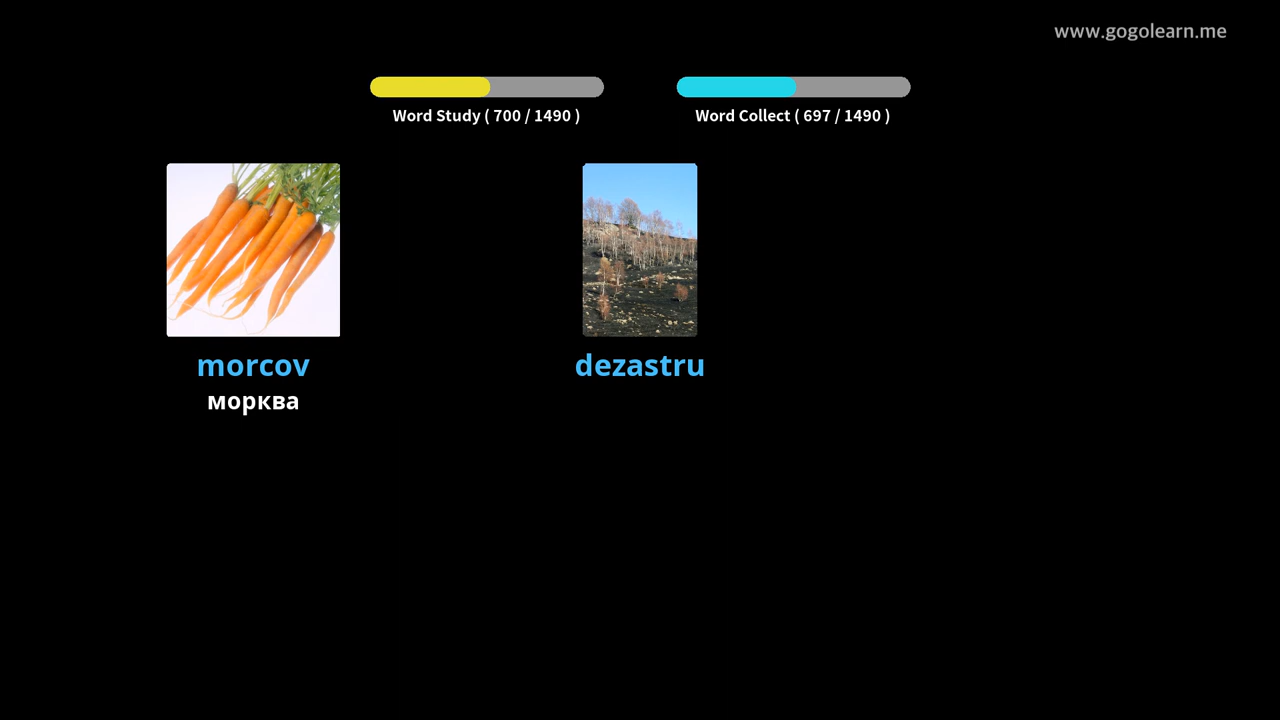 www.gogolearn.me
Word Study ( 700 / 1490 )
Word Collect ( 697 / 1490 )
morcov
морква
dezastru